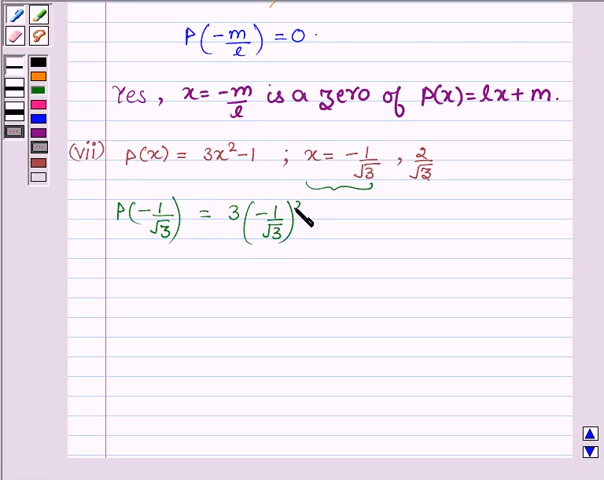 P(-m/l) = 0.
Yes, x = -m/l is a zero of P(x) = lx + m.
(vii) P(x) = 3x² - 1 ; x = -1/√3 , 2/√3
P(-1/√3) = 3(-1/√3)²